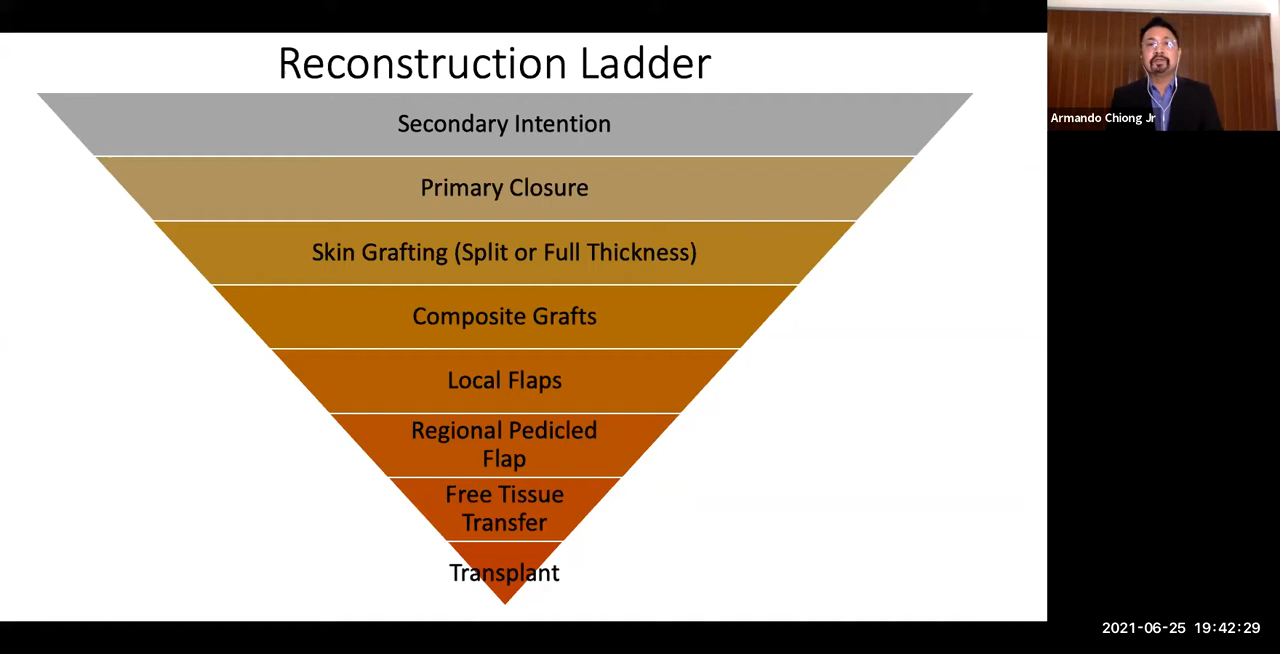 Reconstruction Ladder
Secondary Intention
Primary Closure
Skin Grafting (Split or Full Thickness)
Composite Grafts
Local Flaps
Regional Pedicled
Flap
Free Tissue
Transfer
Transplant
Armando Chiong Jr
2021-06-25 19:42:29